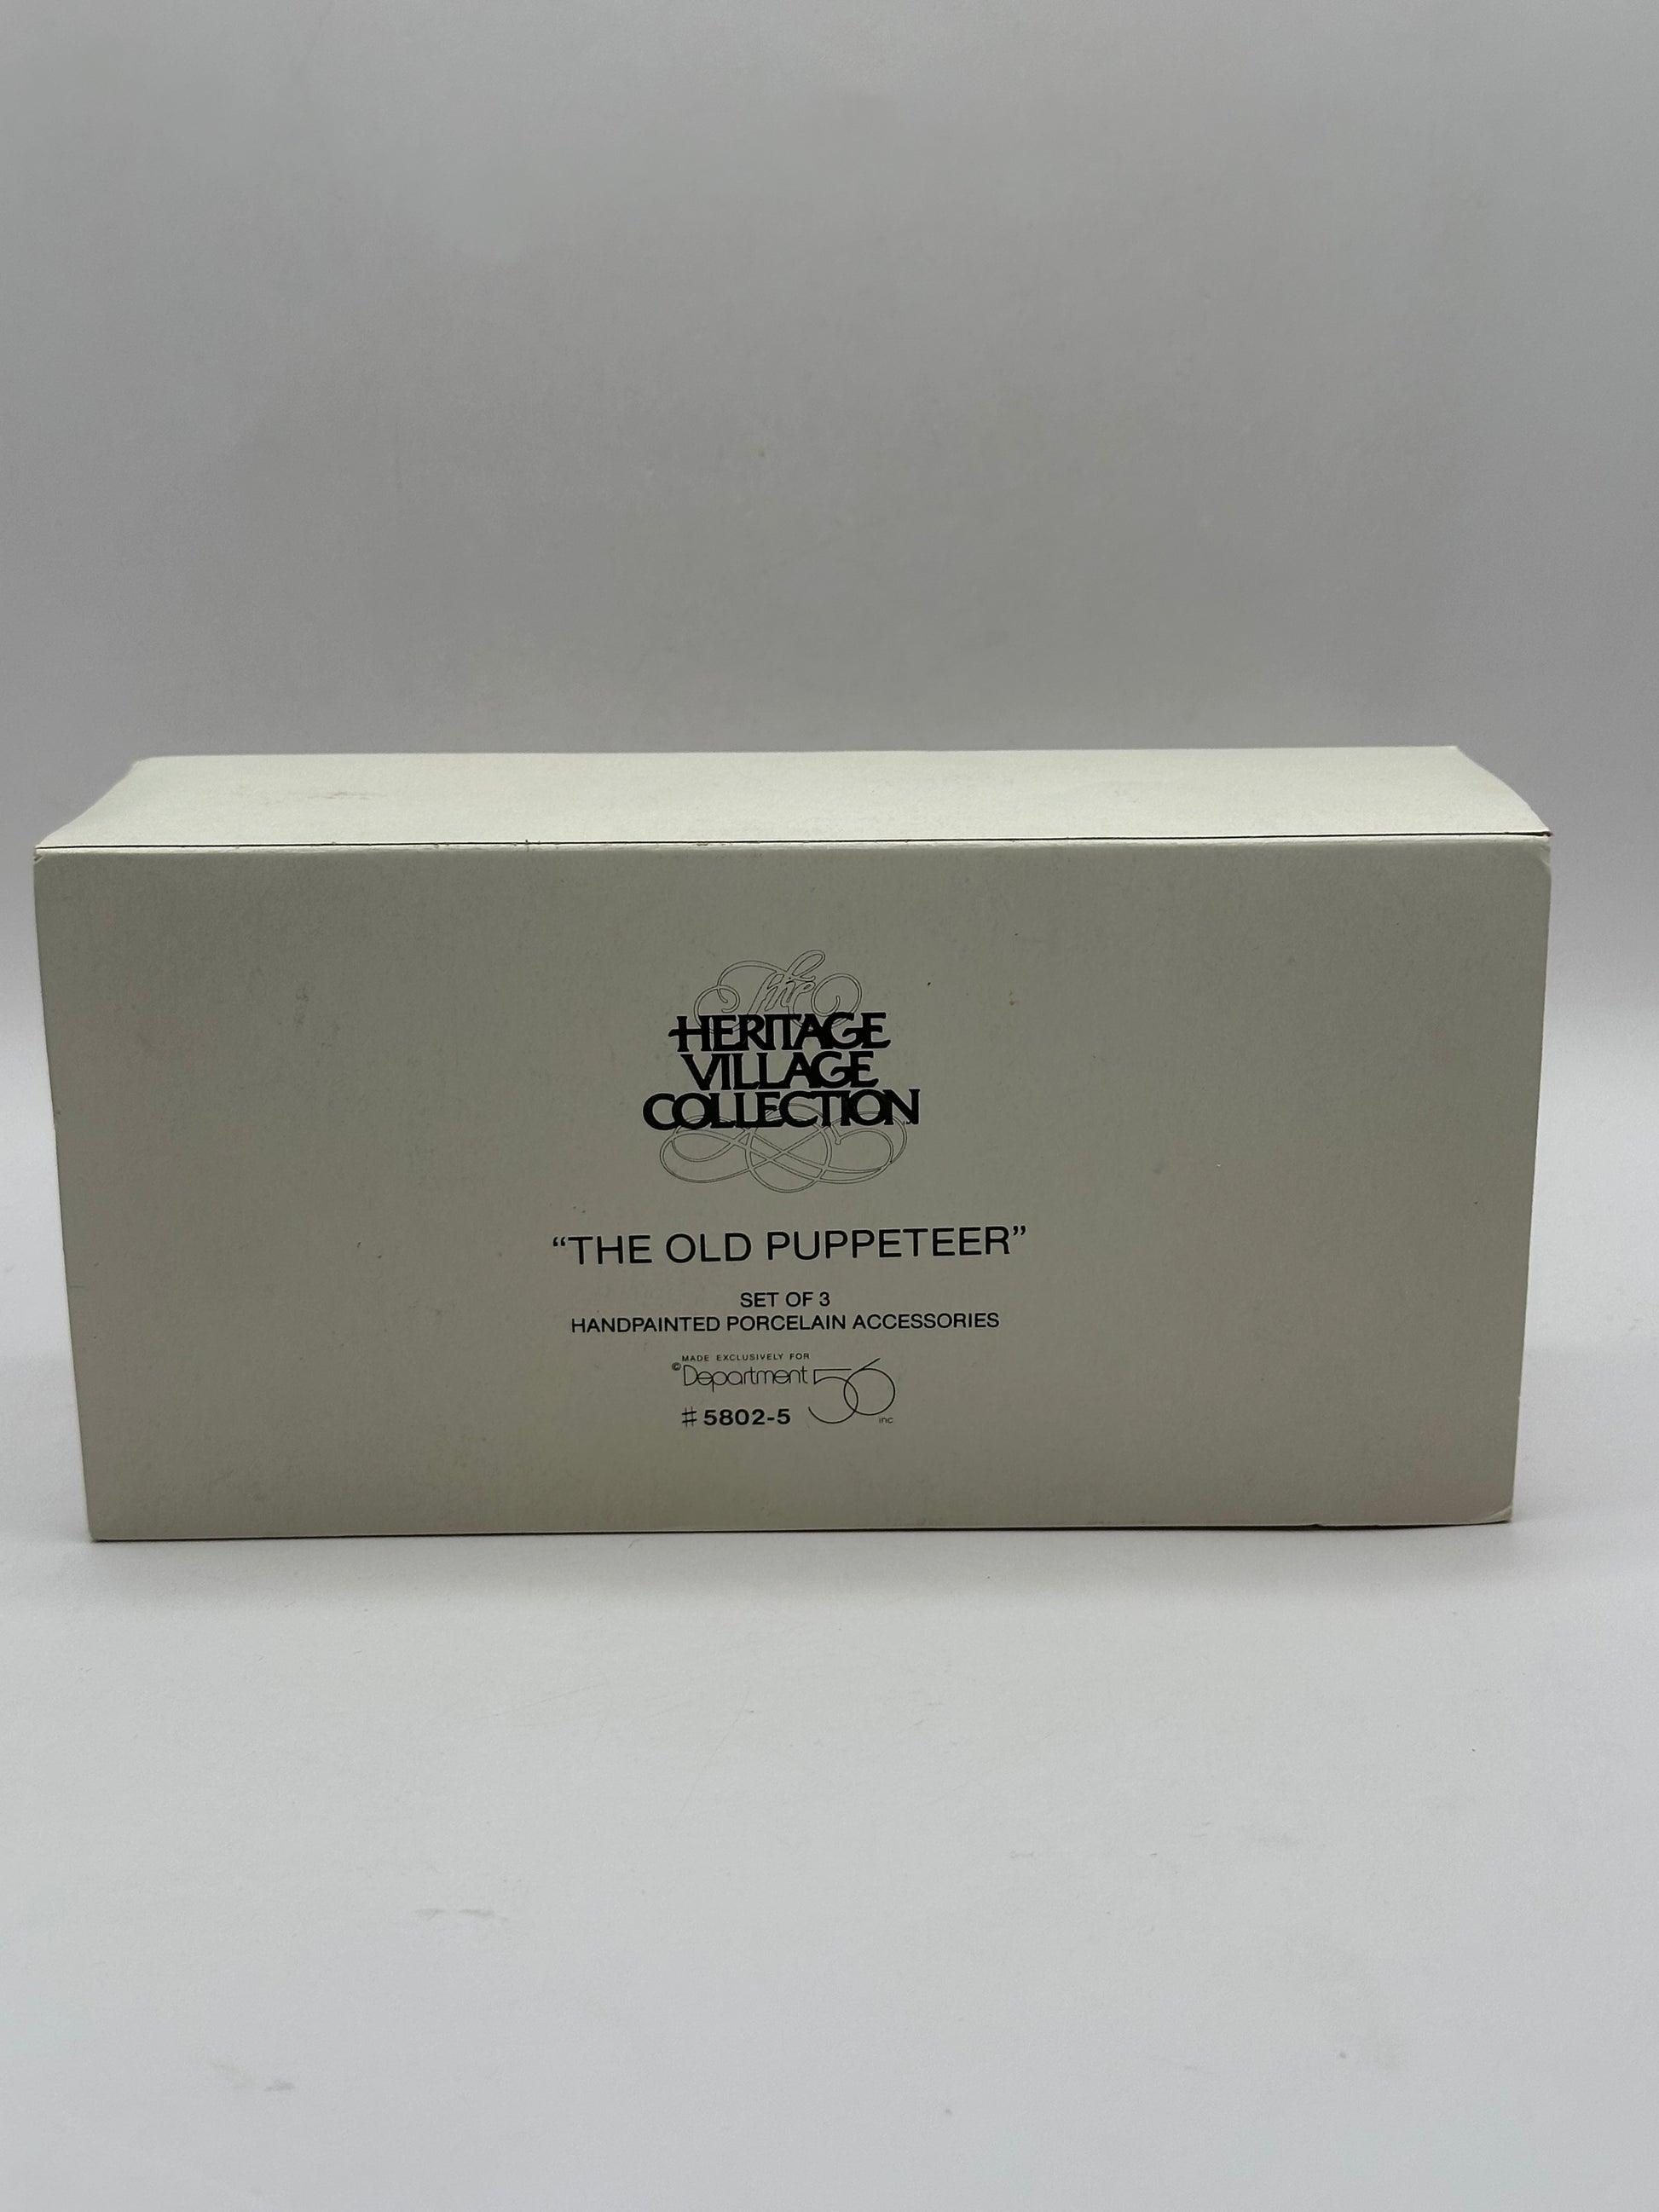 The
HERITAGE
VILLAGE
COLLECTION
“THE OLD PUPPETEER”
SET OF 3
HANDPAINTED PORCELAIN ACCESSORIES
MADE EXCLUSIVELY FOR
©Department 56
#5802-5 inc